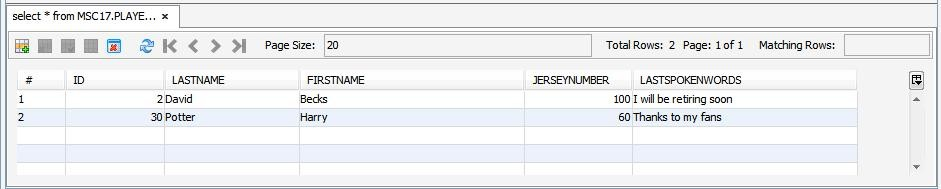 select * from MSC17.PLAYE... ×
Page Size: 20 Total Rows: 2 Page: 1 of 1 Matching Rows:
# ID LASTNAME FIRSTNAME JERSEYNUMBER LASTSPOKENWORDS
1 2 David Becks 100 I will be retiring soon
2 30 Potter Harry 60 Thanks to my fans